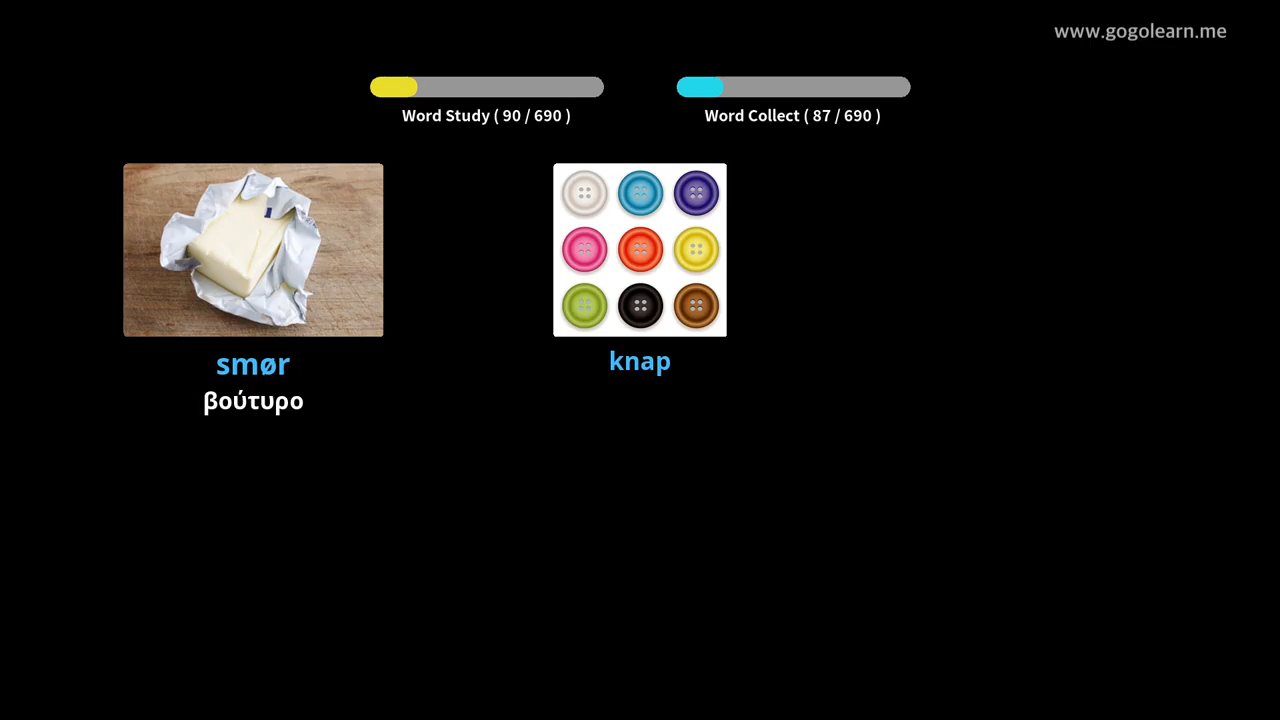 www.gogolearn.me
Word Study ( 90 / 690 )
Word Collect ( 87 / 690 )
smør
βούτυρο
knap